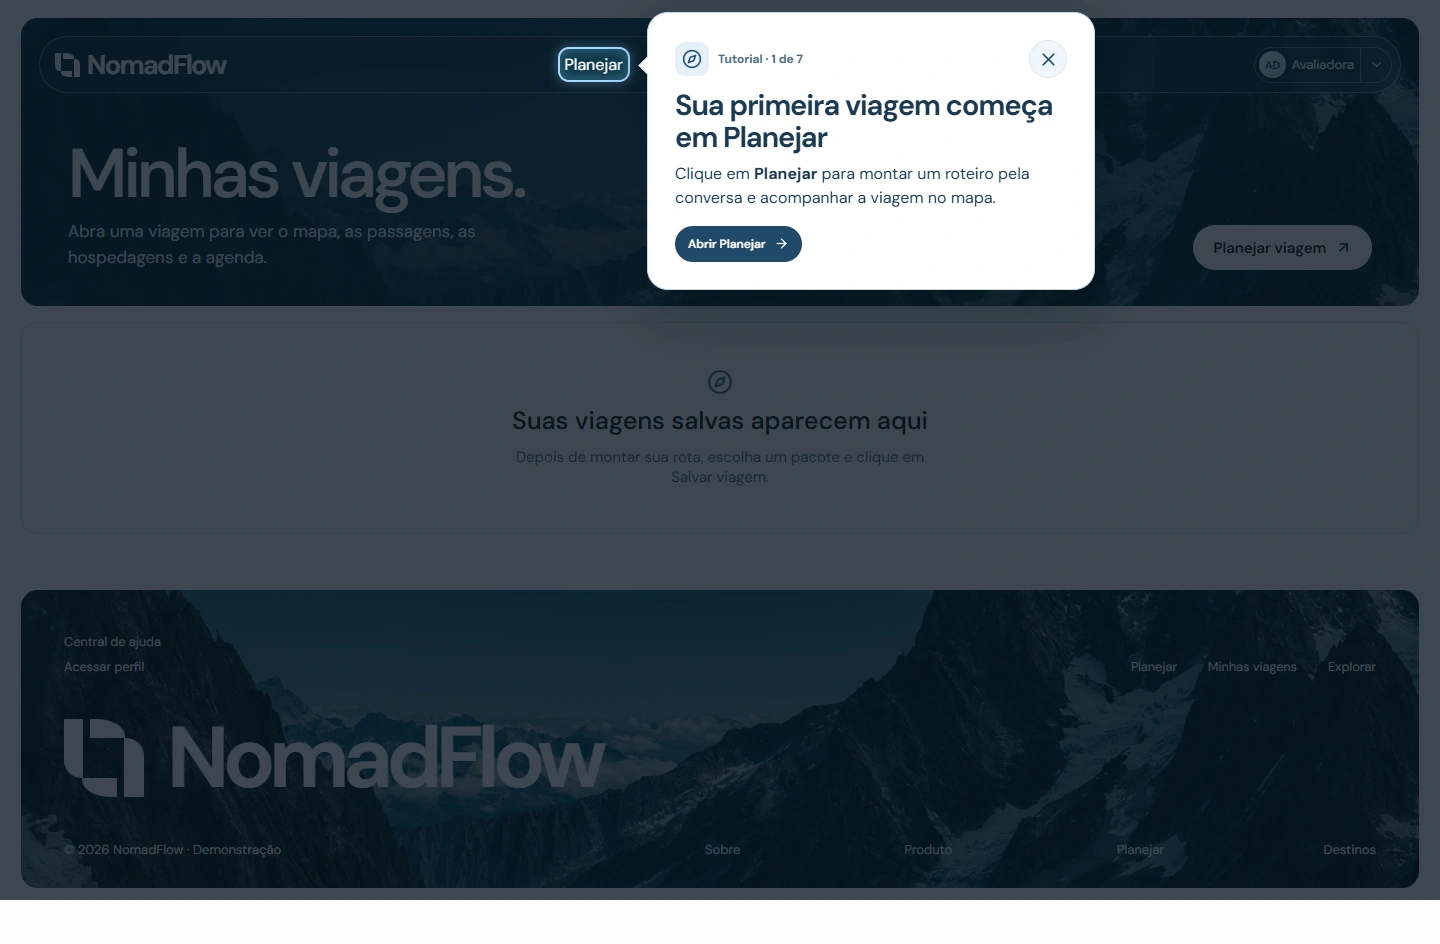 NomadFlow
Planejar
AD Avaliadora
Tutorial · 1 de 7
Sua primeira viagem começa
em Planejar
Clique em Planejar para montar um roteiro pela
conversa e acompanhar a viagem no mapa.
Abrir Planejar
Minhas viagens.
Abra uma viagem para ver o mapa, as passagens, as
hospedagens e a agenda.
Planejar viagem
Suas viagens salvas aparecem aqui
Depois de montar sua rota, escolha um pacote e clique em
Salvar viagem.
Central de ajuda
Acessar perfil
Planejar Minhas viagens Explorar
NomadFlow
© 2026 NomadFlow · Demonstração Sobre Produto Planejar Destinos